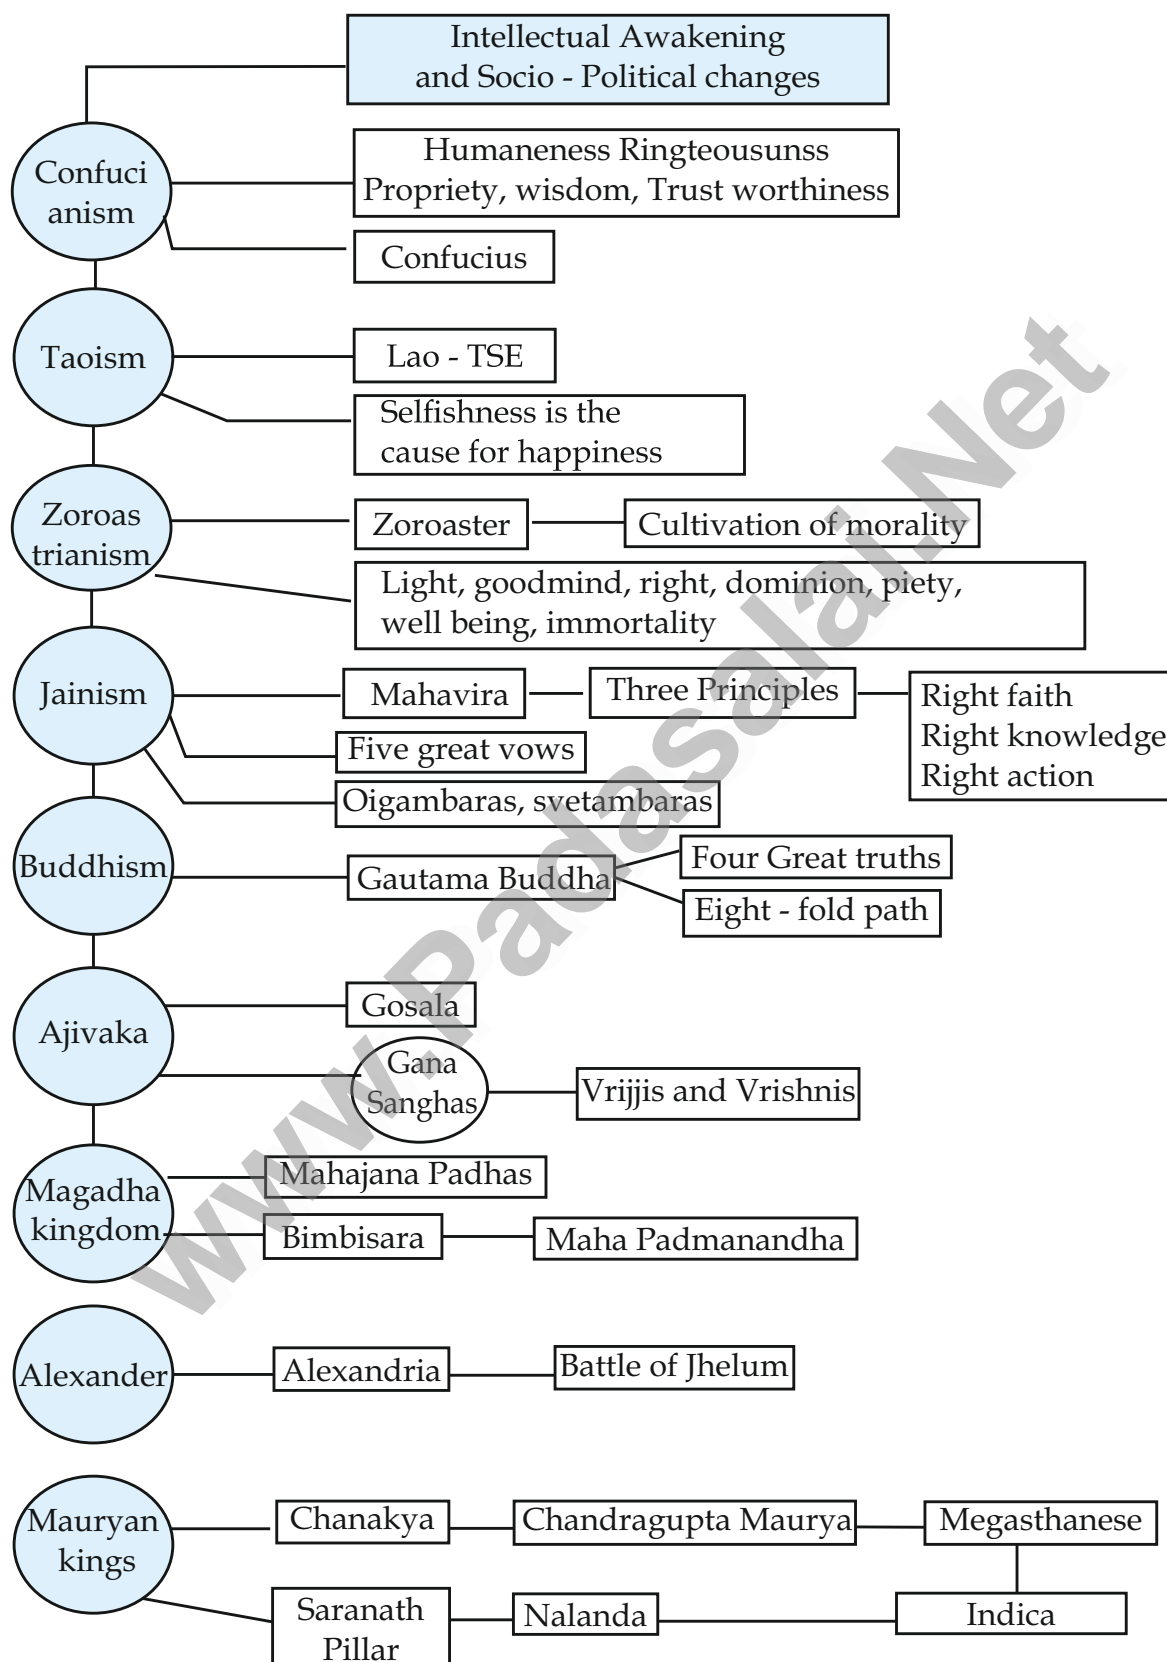 Intellectual Awakening
and Socio - Political changes
Confuci
anism
Humaneness Ringteousunss
Propriety, wisdom, Trust worthiness
Confucius
Taoism
Lao - TSE
Selfishness is the
cause for happiness
Zoroas
trianism
Zoroaster
Cultivation of morality
Light, goodmind, right, dominion, piety,
well being, immortality
Jainism
Mahavira
Three Principles
Right faith
Right knowledge
Right action
Five great vows
Oigambaras, svetambaras
Buddhism
Gautama Buddha
Four Great truths
Eight - fold path
Ajivaka
Gosala
Gana
Sanghas
Vrijjis and Vrishnis
Magadha
kingdom
Mahajana Padhas
Bimbisara
Maha Padmanandha
Alexander
Alexandria
Battle of Jhelum
Mauryan
kings
Chanakya
Chandragupta Maurya
Megasthanese
Saranath
Pillar
Nalanda
Indica
www.Padasalai.Net